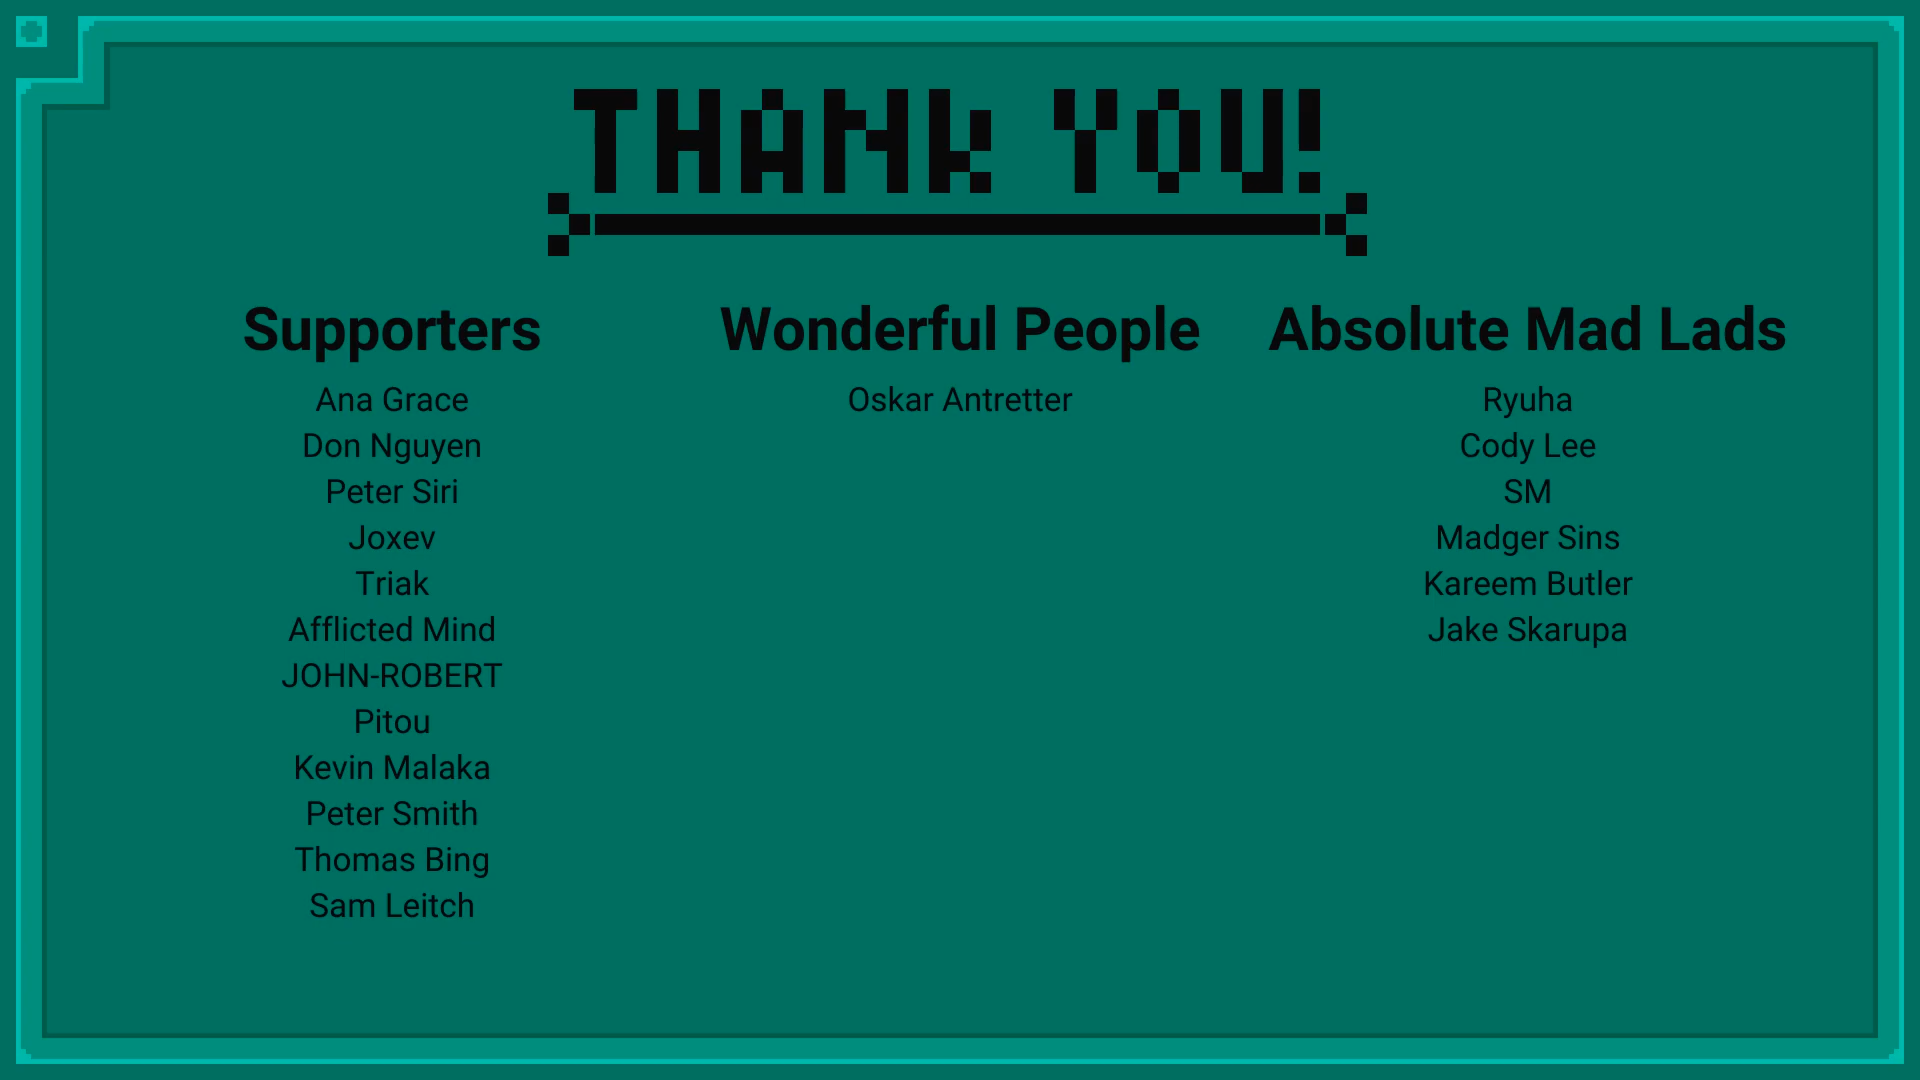 THANK YOU!
Supporters
Ana Grace
Don Nguyen
Peter Siri
Joxev
Triak
Afflicted Mind
JOHN-ROBERT
Pitou
Kevin Malaka
Peter Smith
Thomas Bing
Sam Leitch
Wonderful People
Oskar Antretter
Absolute Mad Lads
Ryuha
Cody Lee
SM
Madger Sins
Kareem Butler
Jake Skarupa